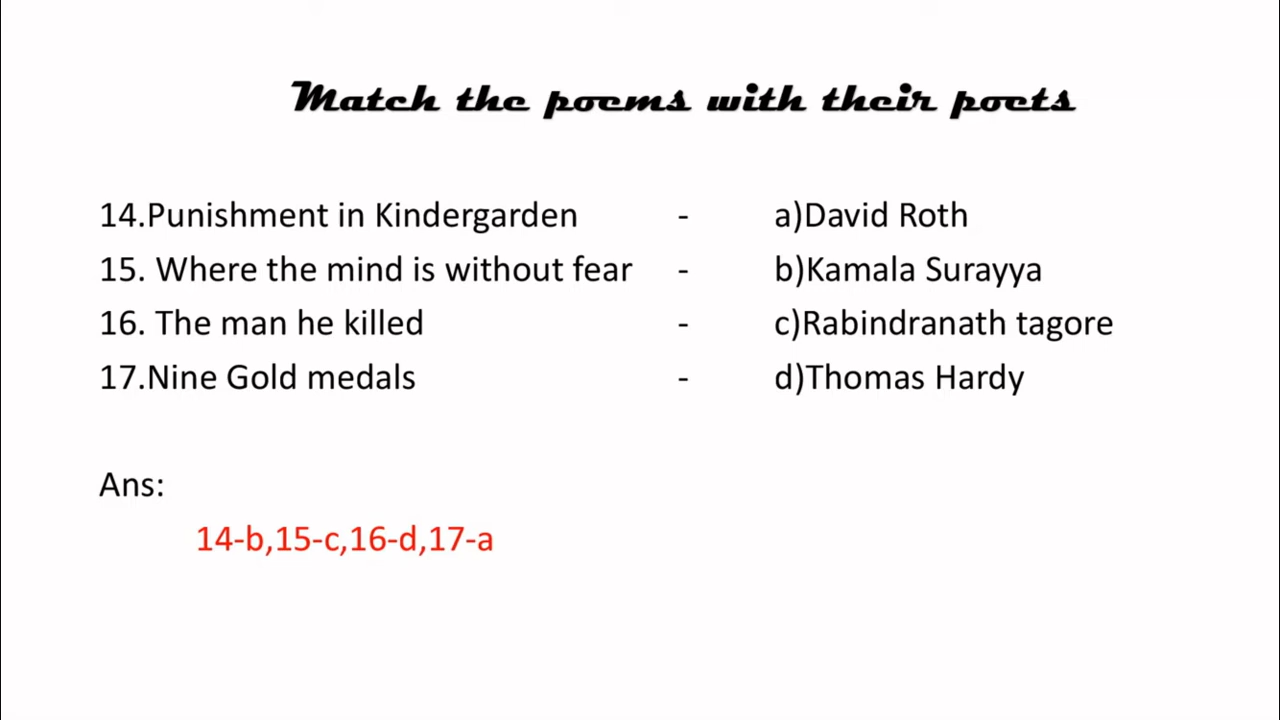 Match the poems with their poets
14.Punishment in Kindergarden - a)David Roth
15. Where the mind is without fear - b)Kamala Surayya
16. The man he killed - c)Rabindranath tagore
17.Nine Gold medals - d)Thomas Hardy
Ans:
14-b,15-c,16-d,17-a